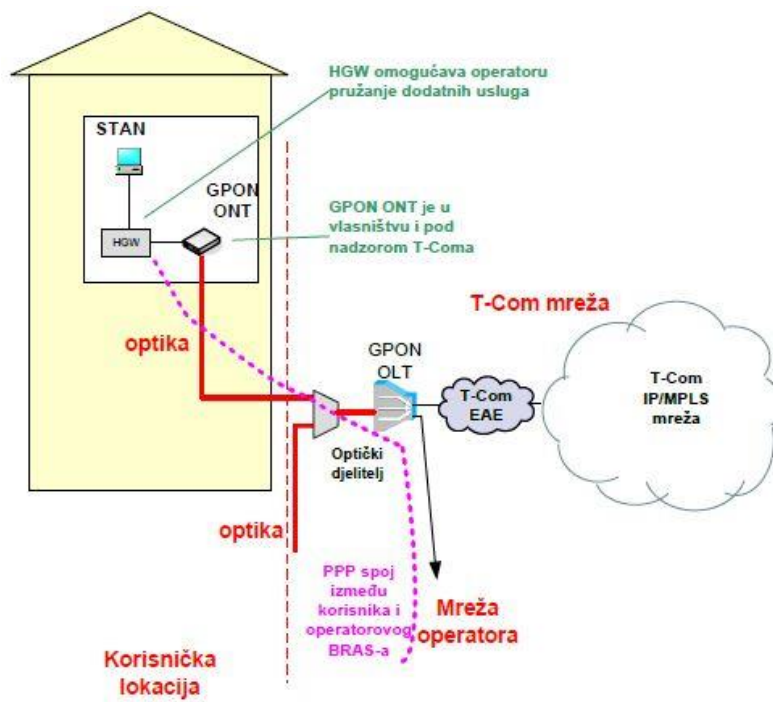 HGW omogućava operatoru
pružanje dodatnih usluga
STAN
GPON
ONT
HGW
GPON ONT je u
vlasništvu i pod
nadzorom T-Coma
T-Com mreža
optika
GPON
OLT
T-Com
EAE
T-Com
IP/MPLS
mreža
Optički
djelitelj
optika
PPP spoj
između
korisnika i
operatorovog
BRAS-a
Mreža
operatora
Korisnička
lokacija